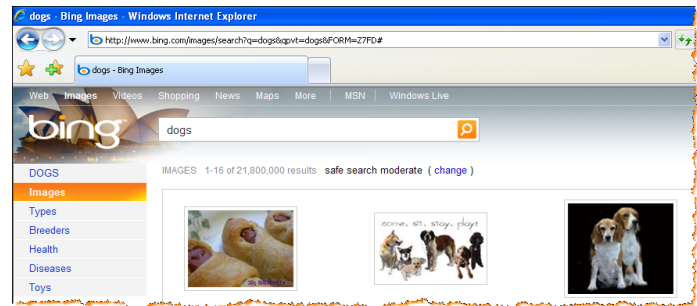 dogs - Bing Images - Windows Internet Explorer
http://www.bing.com/images/search?q=dogs&qpvt=dogs&FORM=Z7FD#
dogs - Bing Images
Web Images Videos Shopping News Maps More | MSN | Windows Live
bing
dogs
DOGS
IMAGES 1-16 of 21,800,000 results safe search moderate ( change )
Images
Types
Breeders
Health
Diseases
Toys
come. sit. stay. play!